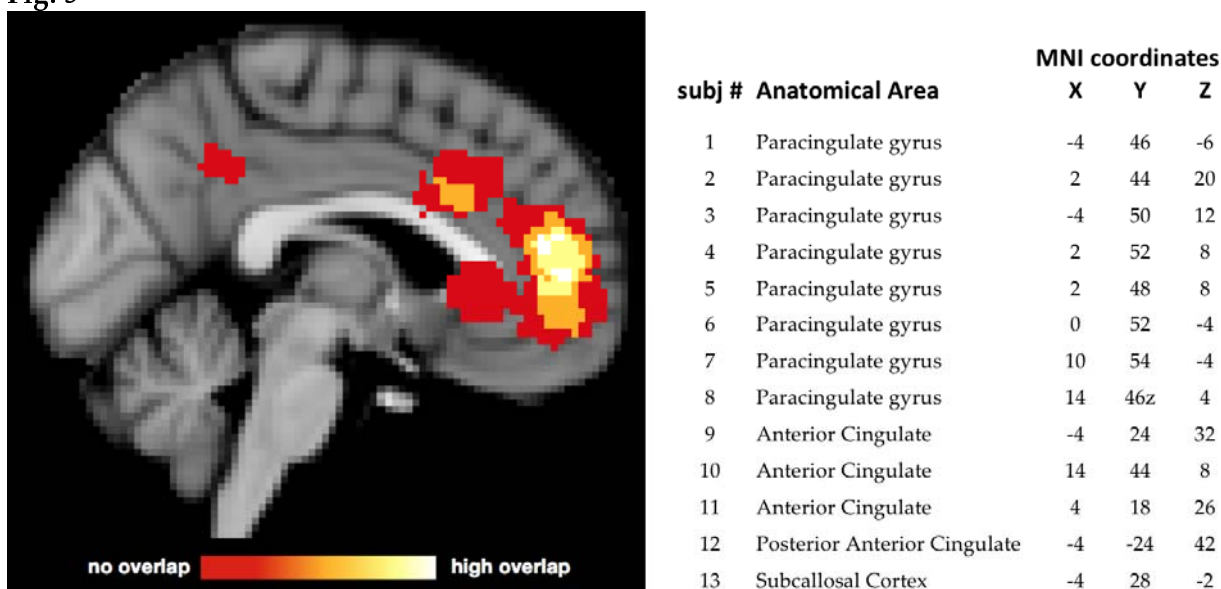 Fig. 3
no overlap high overlap
MNI coordinates
subj # Anatomical Area X Y Z
1 Paracingulate gyrus -4 46 -6
2 Paracingulate gyrus 2 44 20
3 Paracingulate gyrus -4 50 12
4 Paracingulate gyrus 2 52 8
5 Paracingulate gyrus 2 48 8
6 Paracingulate gyrus 0 52 -4
7 Paracingulate gyrus 10 54 -4
8 Paracingulate gyrus 14 46z 4
9 Anterior Cingulate -4 24 32
10 Anterior Cingulate 14 44 8
11 Anterior Cingulate 4 18 26
12 Posterior Anterior Cingulate -4 -24 42
13 Subcallosal Cortex -4 28 -2